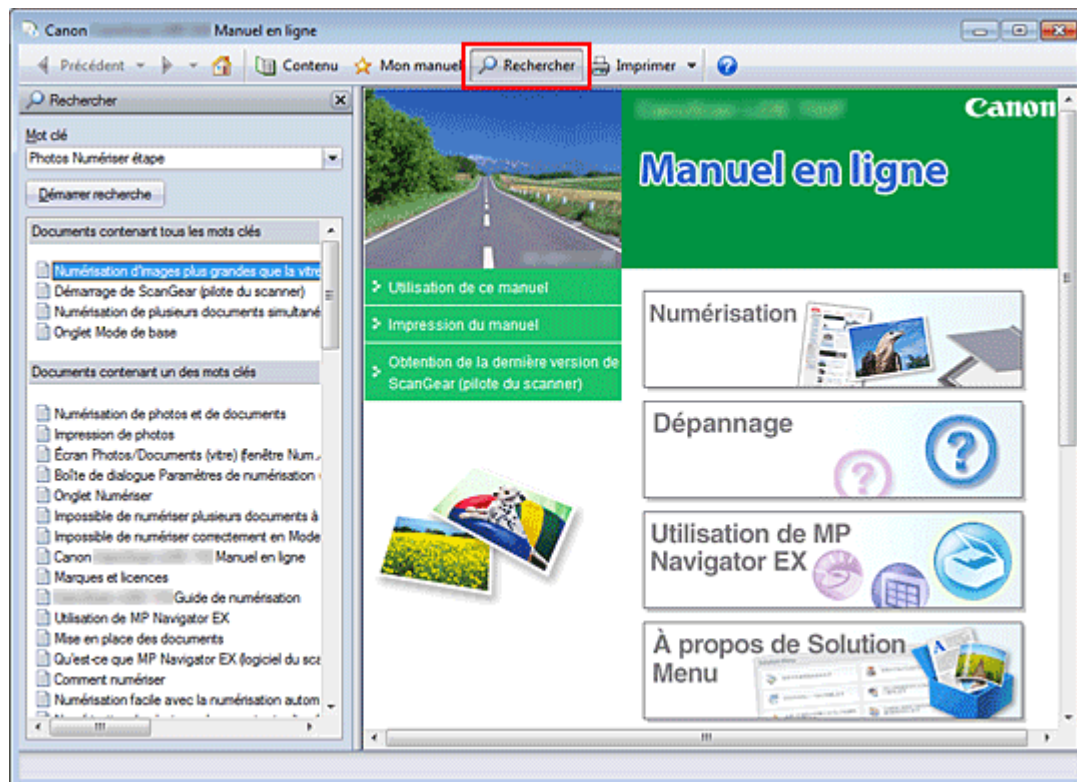 Canon Manuel en ligne
Précédent Contenu Mon manuel Rechercher Imprimer
Rechercher
Mot clé
Photos Numériser étape
Démarrer recherche
Documents contenant tous les mots clés
Numérisation d'images plus grandes que la vitre
Démarrage de ScanGear (pilote du scanner)
Numérisation de plusieurs documents simultané
Onglet Mode de base
Documents contenant un des mots clés
Numérisation de photos et de documents
Impression de photos
Écran Photos/Documents (vitre) (fenêtre Num.
Boîte de dialogue Paramètres de numérisation
Onglet Numériser
Impossible de numériser plusieurs documents à
Impossible de numériser correctement en Mode
Canon Manuel en ligne
Marques et licences
Guide de numérisation
Utilisation de MP Navigator EX
Mise en place des documents
Qu'est-ce que MP Navigator EX (logiciel du sca
Comment numériser
Numérisation facile avec la numérisation autom
Canon
Manuel en ligne
Utilisation de ce manuel
Impression du manuel
Obtention de la dernière version de
ScanGear (pilote du scanner)
Numérisation
Dépannage
Utilisation de MP
Navigator EX
À propos de Solution
Menu